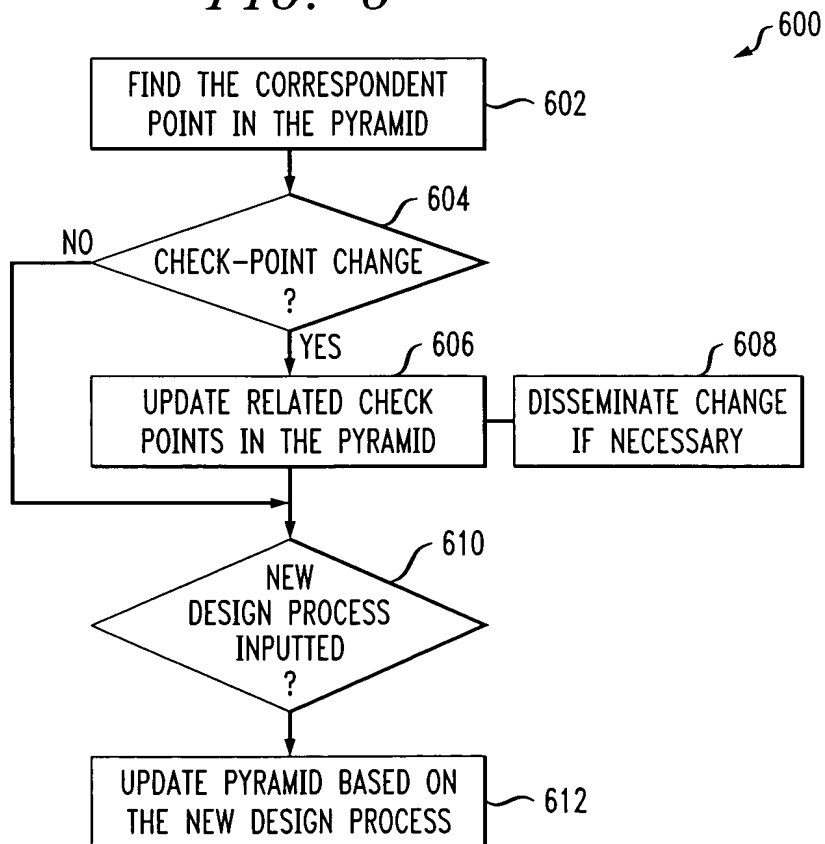 600
FIND THE CORRESPONDENT
POINT IN THE PYRAMID
602
604
NO
CHECK-POINT CHANGE
?
YES
606
608
UPDATE RELATED CHECK
POINTS IN THE PYRAMID
DISSEMINATE CHANGE
IF NECESSARY
610
NEW
DESIGN PROCESS
INPUTTED
?
UPDATE PYRAMID BASED ON
THE NEW DESIGN PROCESS
612